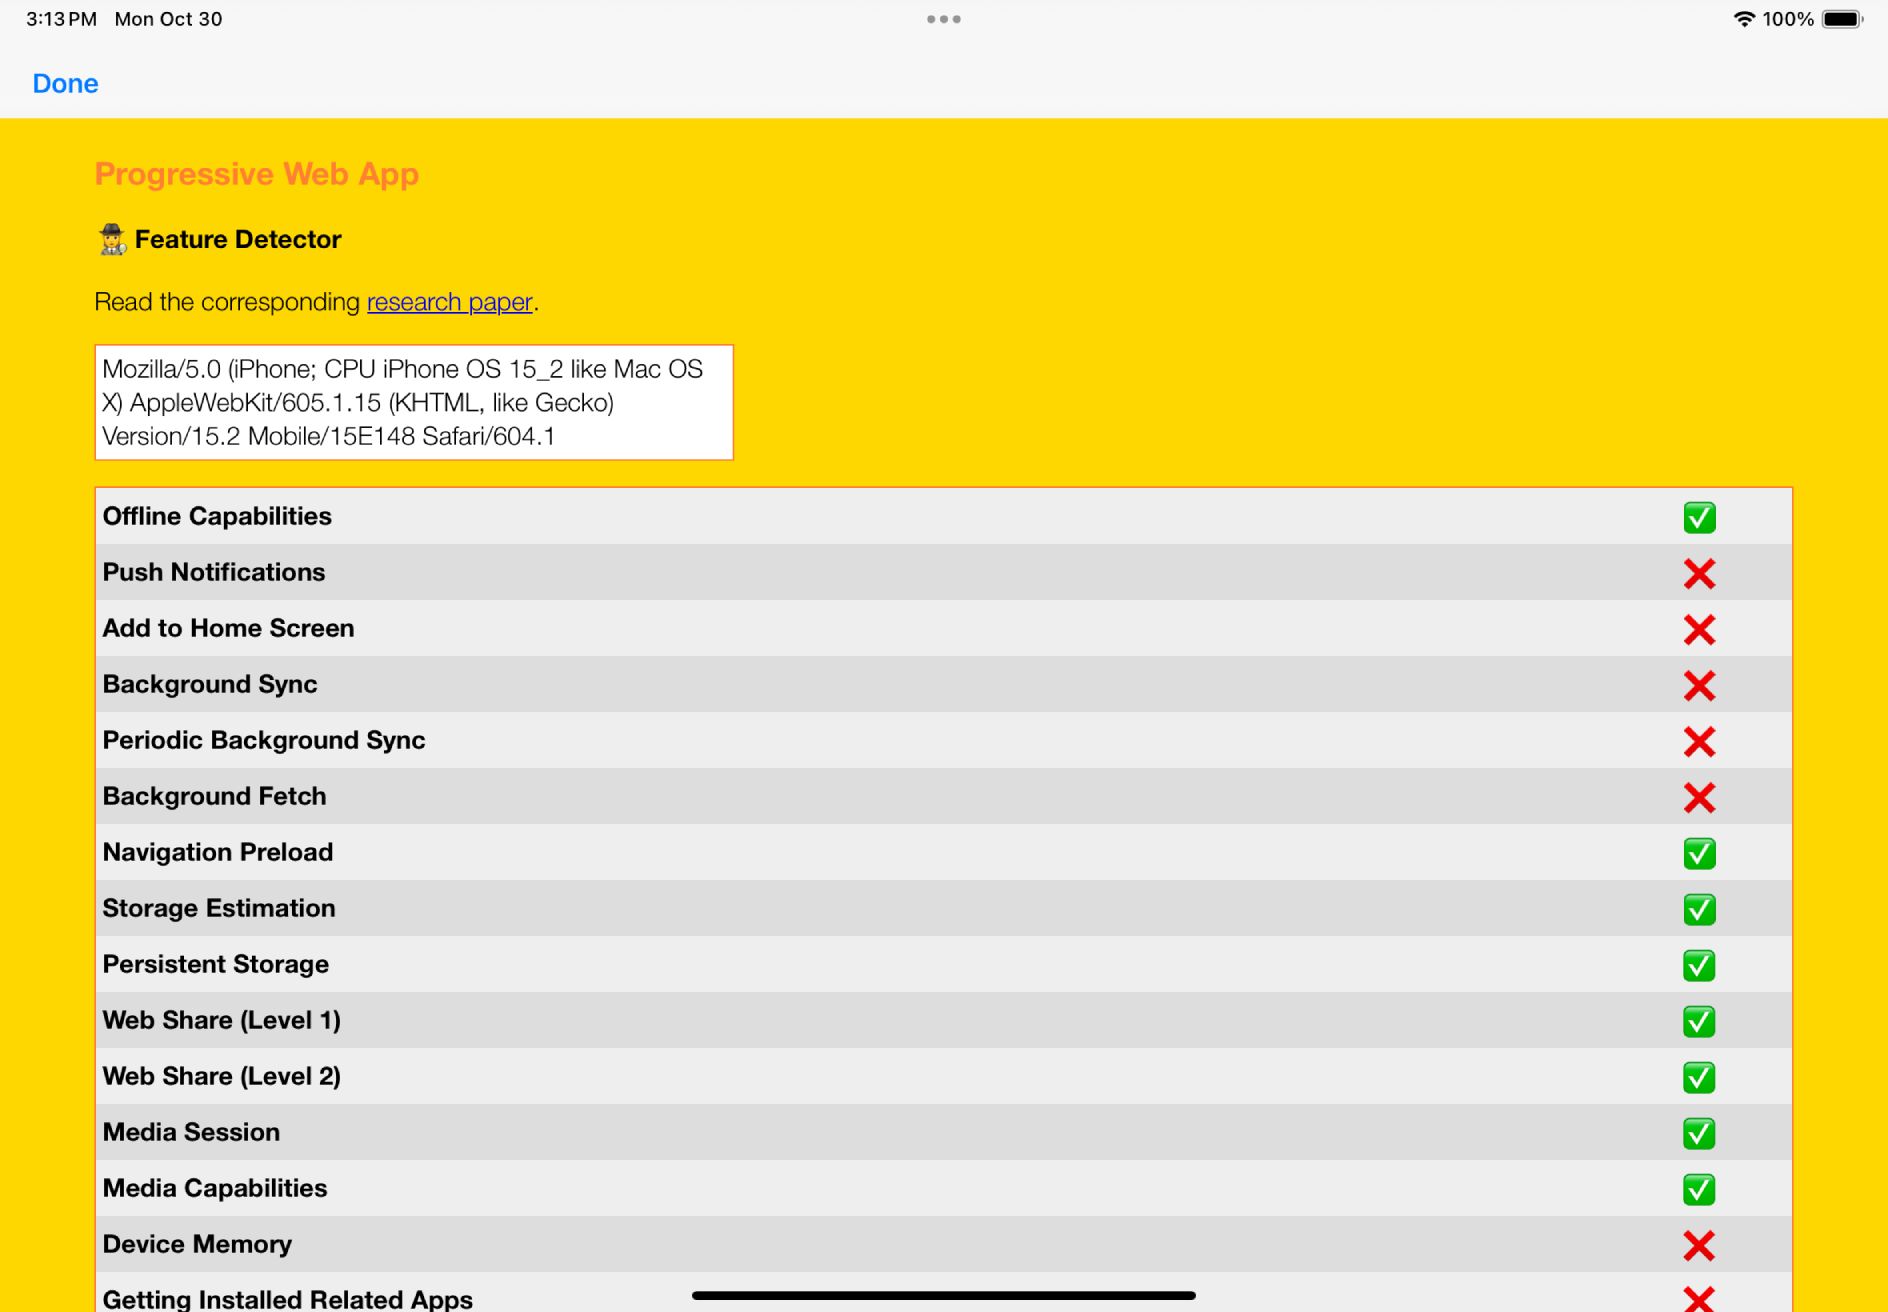 3:13 PM Mon Oct 30
100%
Done
Progressive Web App
Feature Detector
Read the corresponding research paper.
Mozilla/5.0 (iPhone; CPU iPhone OS 15_2 like Mac OS
X) AppleWebKit/605.1.15 (KHTML, like Gecko)
Version/15.2 Mobile/15E148 Safari/604.1
Offline Capabilities
Push Notifications
Add to Home Screen
Background Sync
Periodic Background Sync
Background Fetch
Navigation Preload
Storage Estimation
Persistent Storage
Web Share (Level 1)
Web Share (Level 2)
Media Session
Media Capabilities
Device Memory
Getting Installed Related Apps